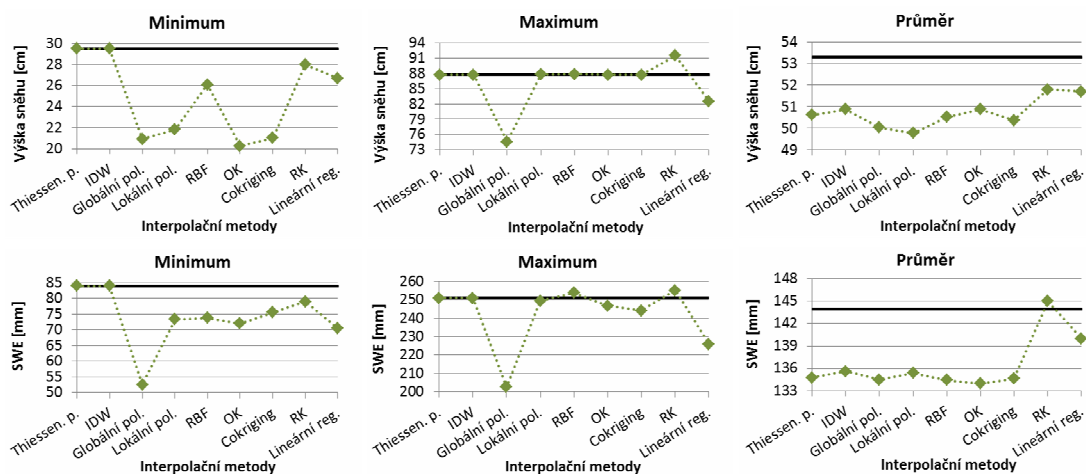 Minimum
Výška sněhu [cm]
30
28
26
24
22
20
Thiessen. p.
IDW
Globální pol.
Lokální pol.
RBF
OK
Cokriging
RK
Lineární reg.
Interpolační metody
Maximum
Výška sněhu [cm]
94
91
88
85
82
79
76
73
Thiessen. p.
IDW
Globální pol.
Lokální pol.
RBF
OK
Cokriging
RK
Lineární reg.
Interpolační metody
Průměr
Výška sněhu [cm]
54
53
52
51
50
49
Thiessen. p.
IDW
Globální pol.
Lokální pol.
RBF
OK
Cokriging
RK
Lineární reg.
Interpolační metody
Minimum
SWE [mm]
85
80
75
70
65
60
55
50
Thiessen. p.
IDW
Globální pol.
Lokální pol.
RBF
OK
Cokriging
RK
Lineární reg.
Interpolační metody
Maximum
SWE [mm]
260
250
240
230
220
210
200
Thiessen. p.
IDW
Globální pol.
Lokální pol.
RBF
OK
Cokriging
RK
Lineární reg.
Interpolační metody
Průměr
SWE [mm]
148
145
142
139
136
133
Thiessen. p.
IDW
Globální pol.
Lokální pol.
RBF
OK
Cokriging
RK
Lineární reg.
Interpolační metody